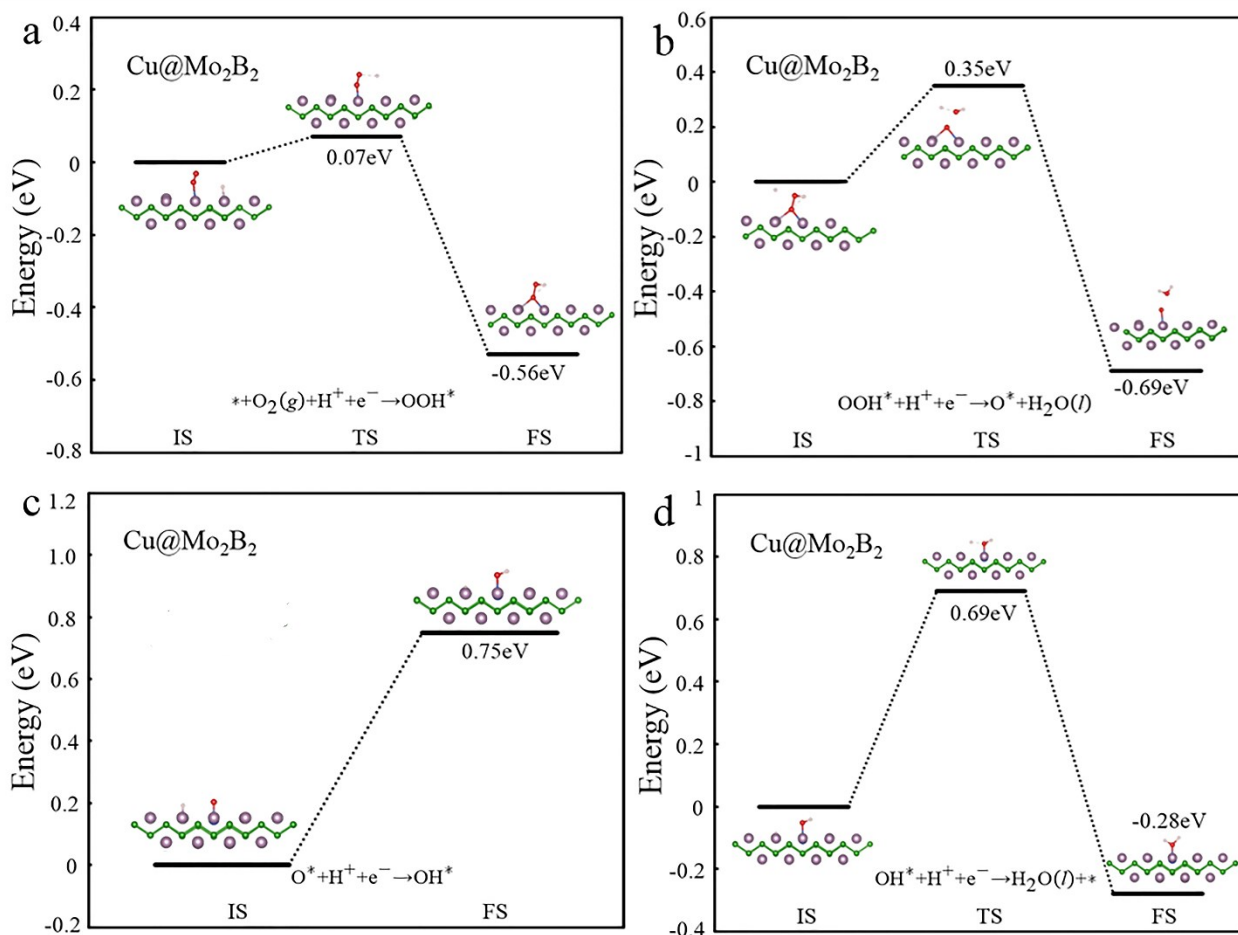 a
Cu@Mo₂B₂
Energy (eV)
0.4
0.2
0
-0.2
-0.4
-0.6
-0.8
0.07eV
-0.56eV
*+O₂(g)+H⁺+e⁻→OOH*
IS TS FS
b
Cu@Mo₂B₂
Energy (eV)
0.6
0.4
0.2
0
-0.2
-0.4
-0.6
-0.8
-1
0.35eV
-0.69eV
OOH*+H⁺+e⁻→O*+H₂O(l)
IS TS FS
c
Cu@Mo₂B₂
Energy (eV)
1.2
1.0
0.8
0.6
0.4
0.2
0
-0.2
0.75eV
O*+H⁺+e⁻→OH*
IS FS
d
Cu@Mo₂B₂
Energy (eV)
1
0.8
0.6
0.4
0.2
0
-0.2
-0.4
0.69eV
-0.28eV
OH*+H⁺+e⁻→H₂O(l)+*
IS TS FS